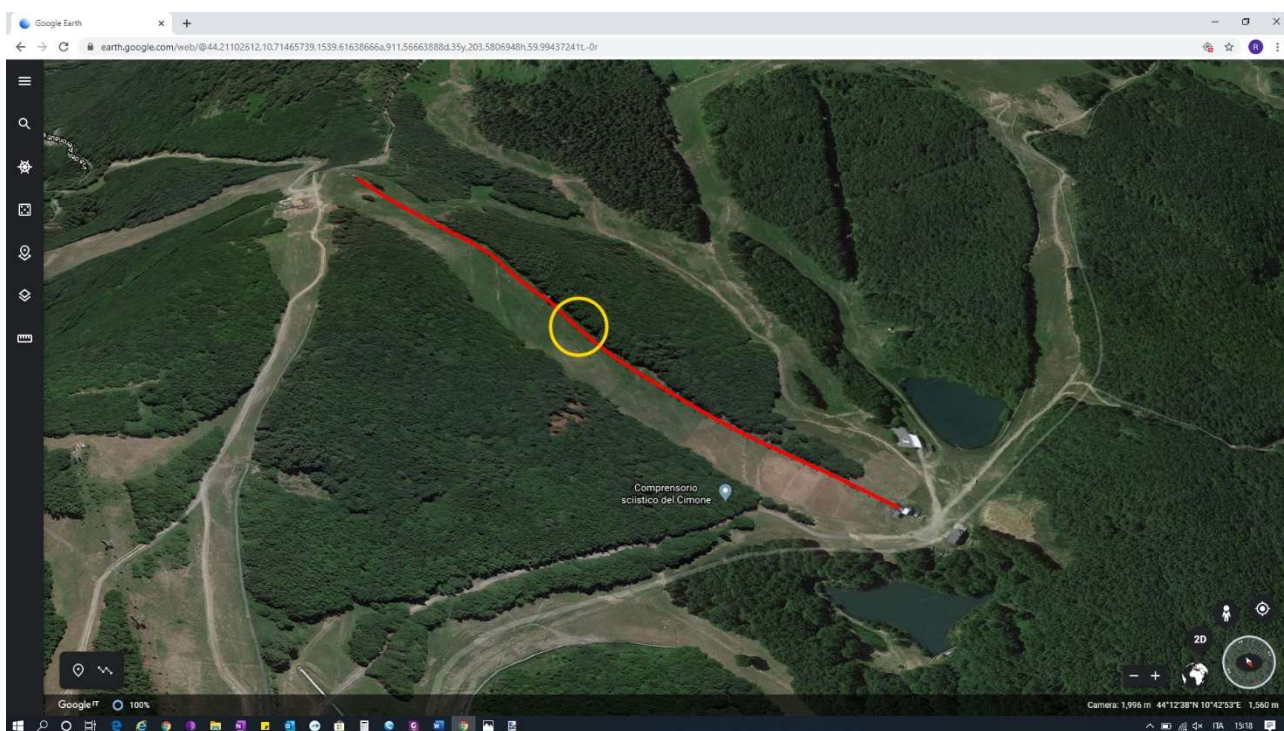 Google Earth
earth.google.com/web/@44.21102612,10.71465739,1539.61638666a,911.56663888d,35y,203.5806948h,59.99437241t,-0r
R
Comprensorio
sciistico del Cimone
2D
Google IT 100%
Camera: 1,996 m 44°12'38"N 10°42'53"E 1,560 m
ITA 15:18